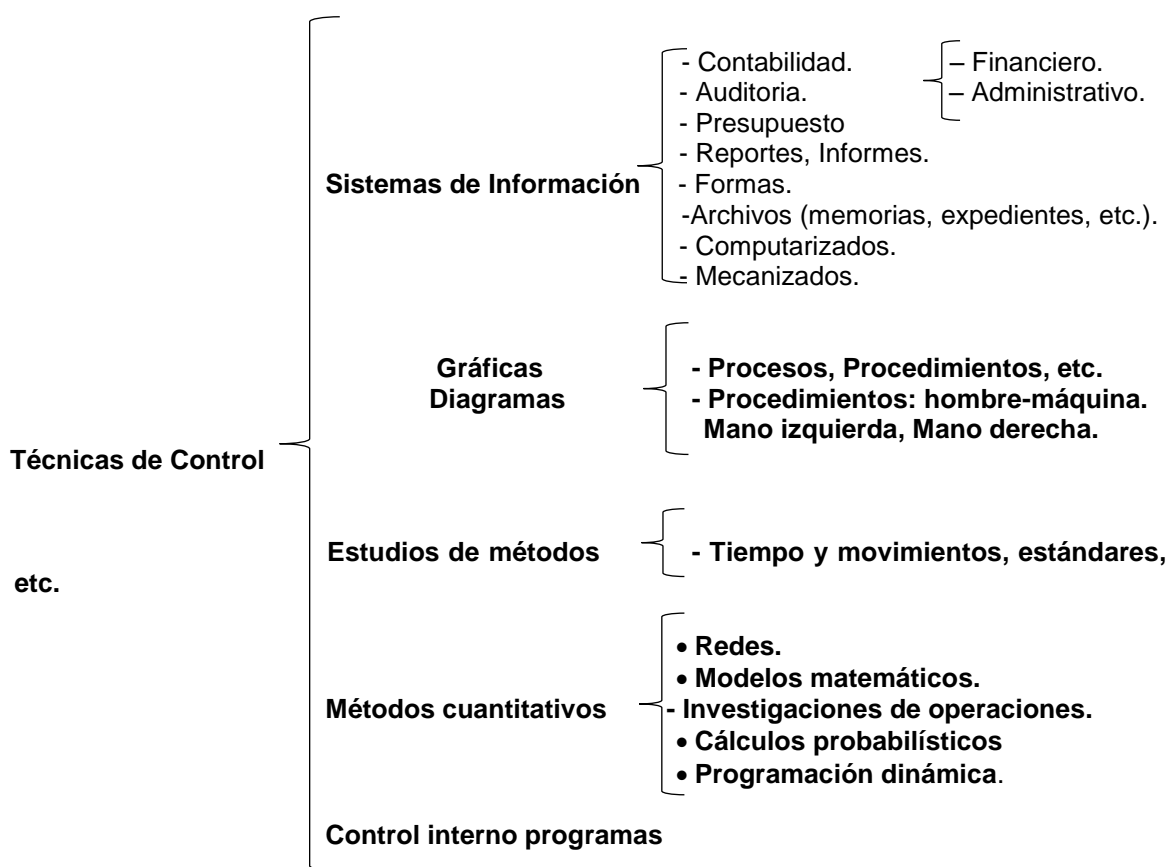 - Contabilidad.
- Auditoria.
– Financiero.
– Administrativo.
- Presupuesto
- Reportes, Informes.
Sistemas de Información
- Formas.
-Archivos (memorias, expedientes, etc.).
- Computarizados.
- Mecanizados.
Gráficas
Diagramas
- Procesos, Procedimientos, etc.
- Procedimientos: hombre-máquina.
Mano izquierda, Mano derecha.
Técnicas de Control
Estudios de métodos
- Tiempo y movimientos, estándares,
etc.
• Redes.
• Modelos matemáticos.
Métodos cuantitativos
- Investigaciones de operaciones.
• Cálculos probabilísticos
• Programación dinámica.
Control interno programas